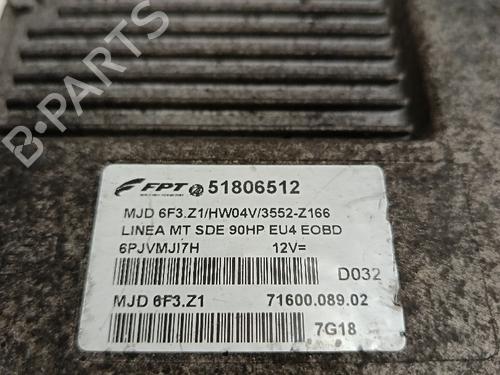 B-PARTS
FPT 51806512
MJD 6F3.Z1/HW04V/3552-Z166
LINEA MT SDE 90HP EU4 EOBD
6PJVMJI7H 12V=
D032
MJD 6F3.Z1 71600.089.02
7G18